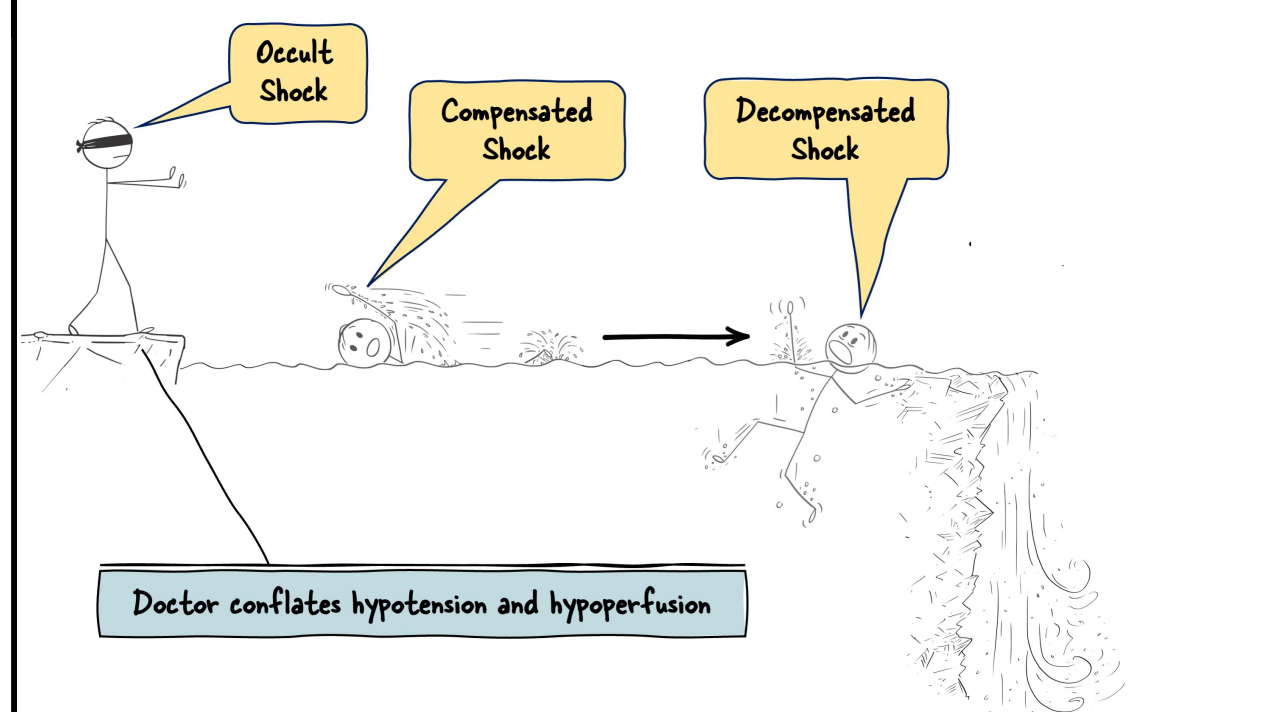 Occult
Shock
Compensated
Shock
Decompensated
Shock
Doctor conflates hypotension and hypoperfusion